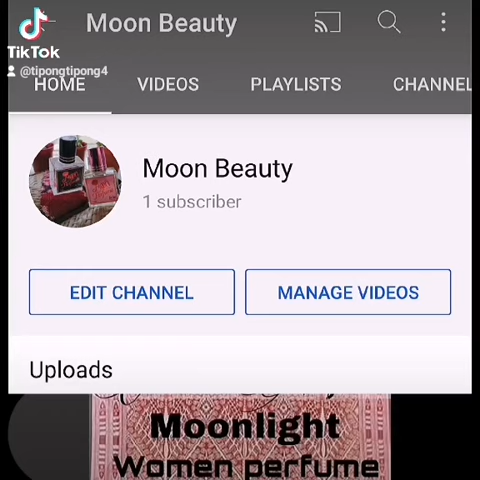 Moon Beauty
TikTok
@tipongtipong4
HOME VIDEOS PLAYLISTS CHANNEL
Moon Beauty
1 subscriber
EDIT CHANNEL MANAGE VIDEOS
Uploads
Moonlight
Women perfume